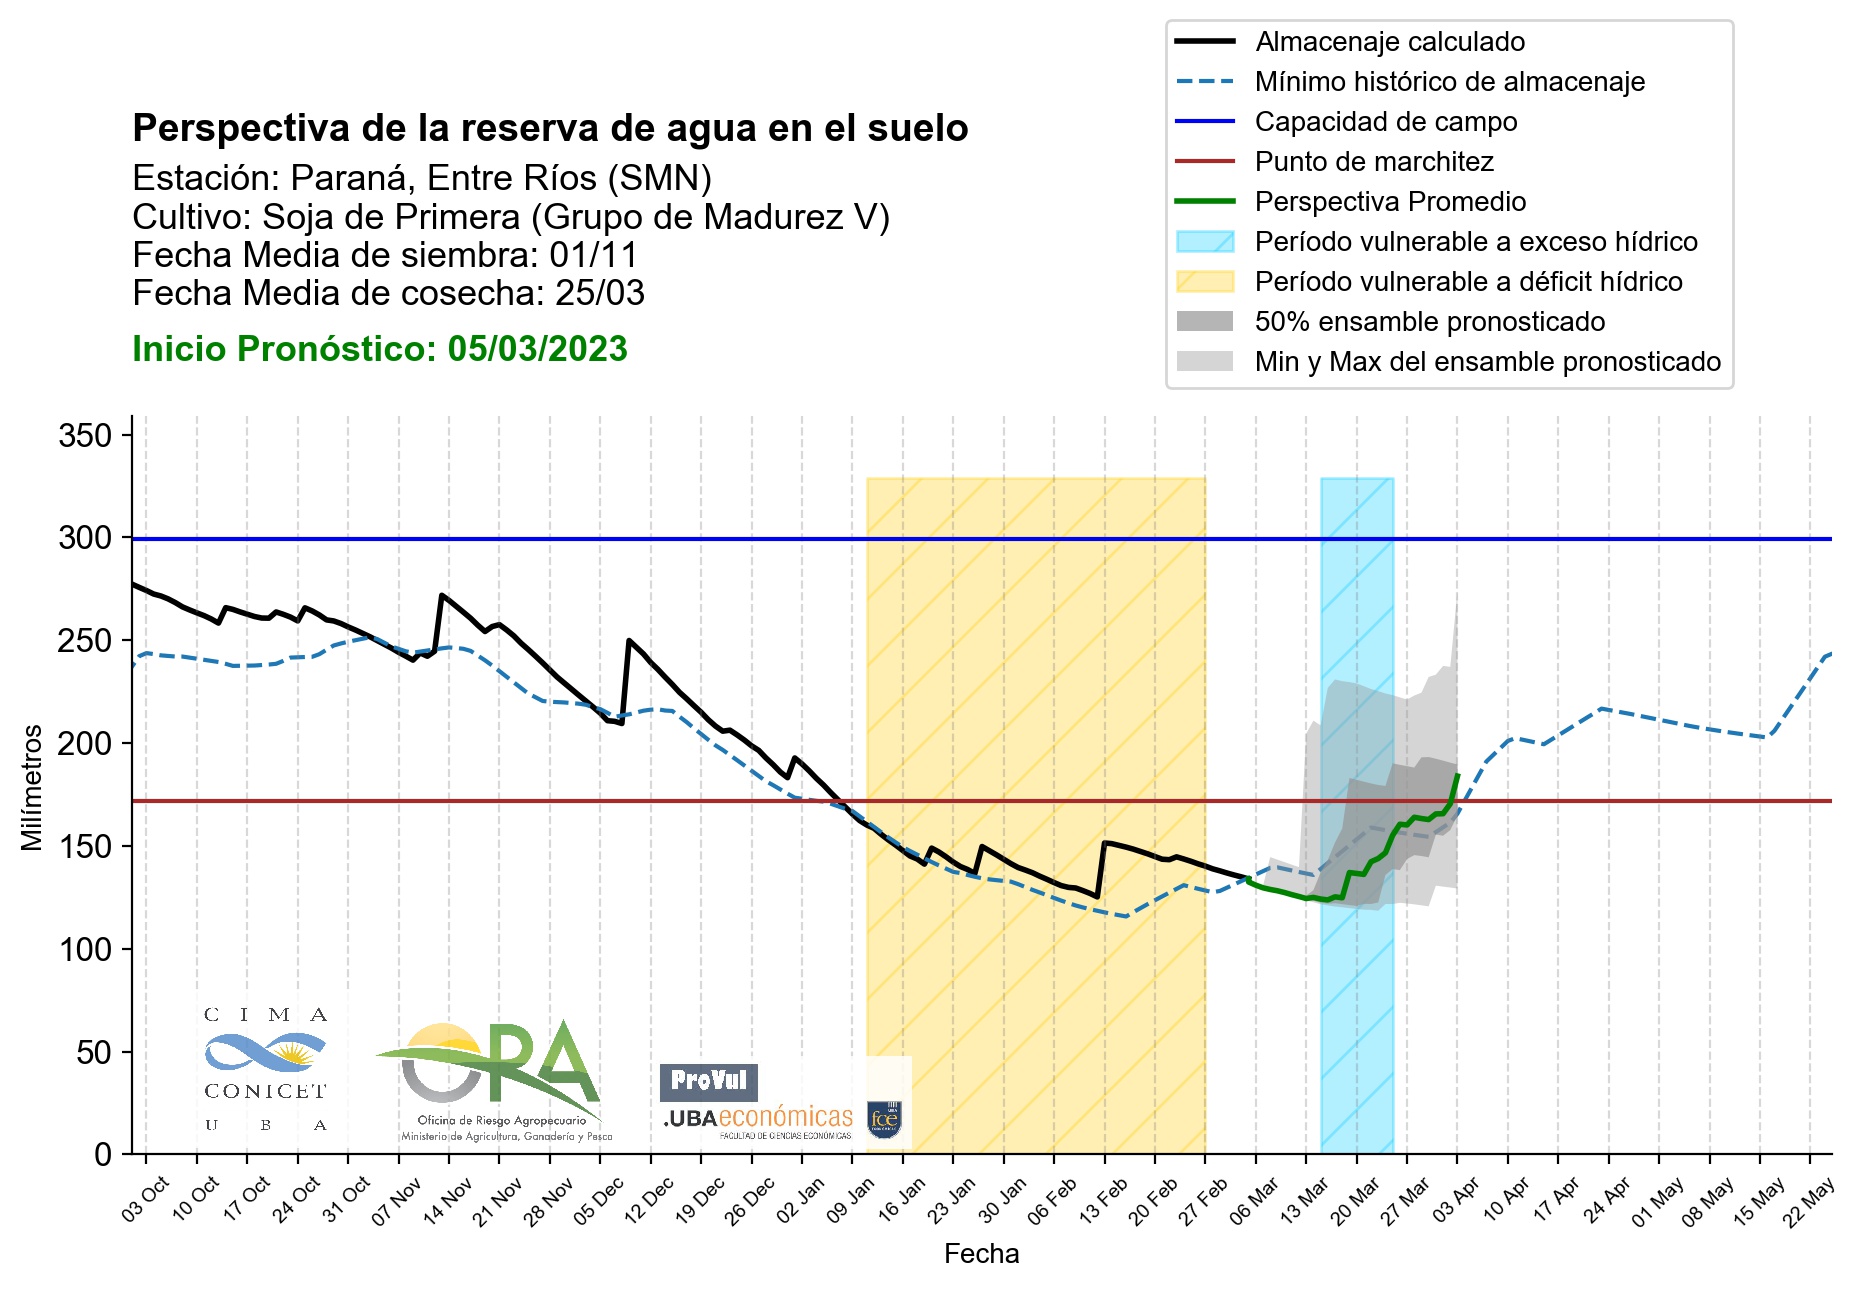 Almacenaje calculado
Mínimo histórico de almacenaje
Capacidad de campo
Punto de marchitez
Perspectiva Promedio
Período vulnerable a exceso hídrico
Período vulnerable a déficit hídrico
50% ensamble pronosticado
Min y Max del ensamble pronosticado
Perspectiva de la reserva de agua en el suelo
Estación: Paraná, Entre Ríos (SMN)
Cultivo: Soja de Primera (Grupo de Madurez V)
Fecha Media de siembra: 01/11
Fecha Media de cosecha: 25/03
Inicio Pronóstico: 05/03/2023
350
300
250
200
150
100
50
0
Milímetros
CIMA
CONICET
UBA
ORA
Oficina de Riesgo Agropecuario
Ministerio de Agricultura, Ganadería y Pesca
ProVul
.UBAeconómicas
FACULTAD DE CIENCIAS ECONÓMICAS
UBA
fce
ECONÓMICAS
03 Oct
10 Oct
17 Oct
24 Oct
31 Oct
07 Nov
14 Nov
21 Nov
28 Nov
05 Dec
12 Dec
19 Dec
26 Dec
02 Jan
09 Jan
16 Jan
23 Jan
30 Jan
06 Feb
13 Feb
20 Feb
27 Feb
06 Mar
13 Mar
20 Mar
27 Mar
03 Apr
10 Apr
17 Apr
24 Apr
01 May
08 May
15 May
22 May
Fecha